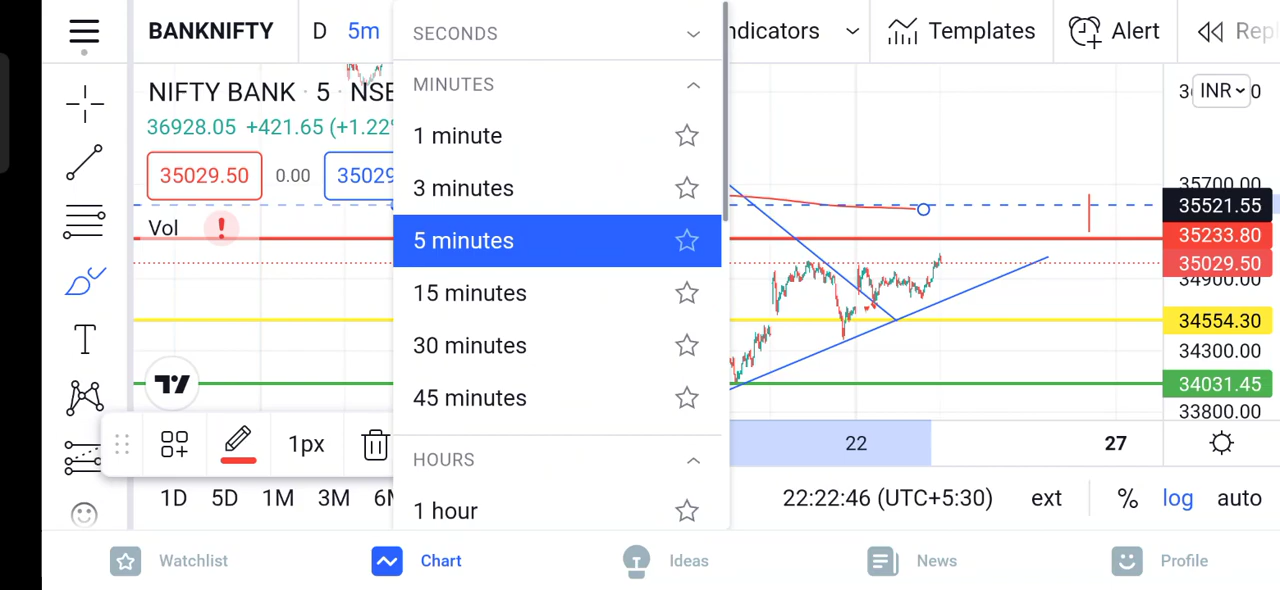 BANKNIFTY D 5m
ndicators
Templates
Alert
Repl
NIFTY BANK · 5 · NSE
36928.05 +421.65 (+1.22%
35029.50 0.00 35029
Vol
SECONDS
MINUTES
1 minute
3 minutes
5 minutes
15 minutes
30 minutes
45 minutes
HOURS
1 hour
INR
35700.00
35521.55
35233.80
35029.50
34900.00
34554.30
34300.00
34031.45
33800.00
1px
22 27
1D 5D 1M 3M 6M
22:22:46 (UTC+5:30) ext % log auto
Watchlist Chart Ideas News Profile